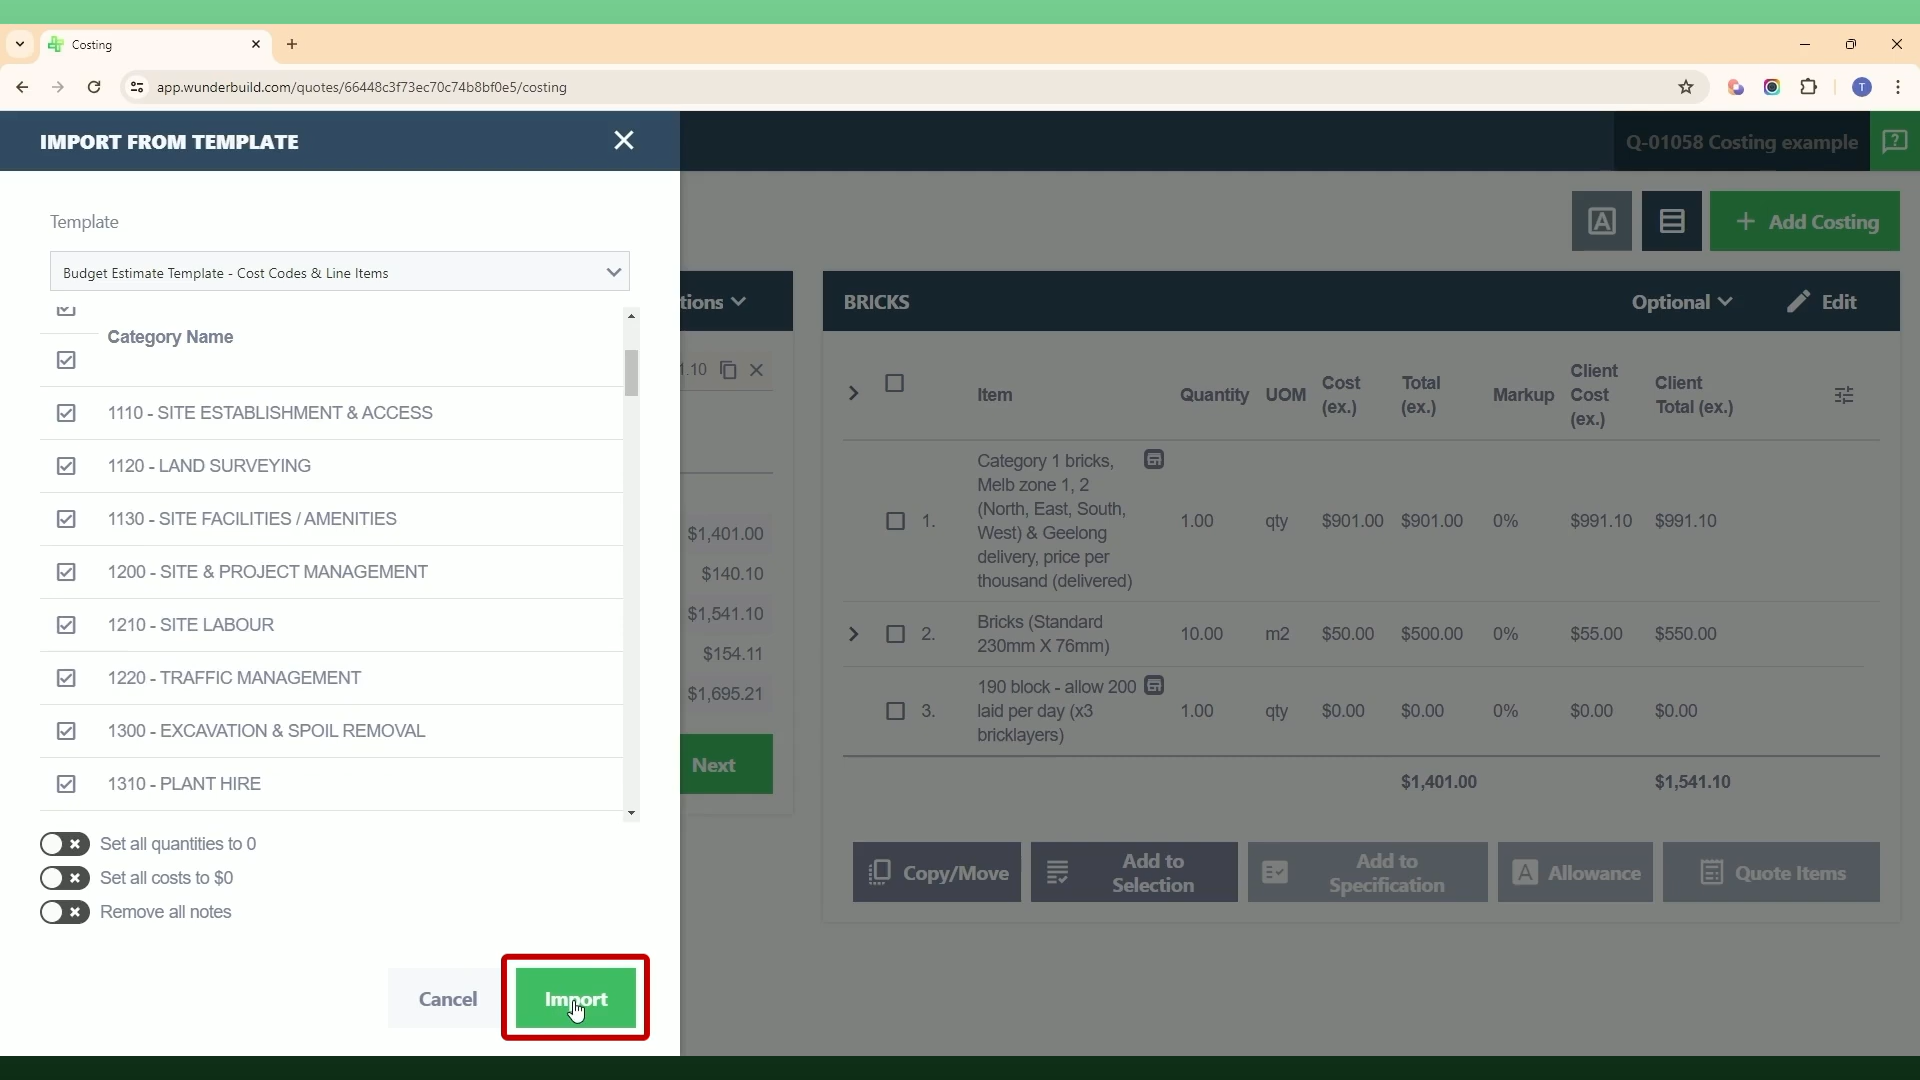 Costing
app.wunderbuild.com/quotes/66448c3f73ec70c74b8bf0e5/costing
T
IMPORT FROM TEMPLATE
Q-01058 Costing example
Template
Budget Estimate Template - Cost Codes & Line Items
Category Name
1110 - SITE ESTABLISHMENT & ACCESS
1120 - LAND SURVEYING
1130 - SITE FACILITIES / AMENITIES
1200 - SITE & PROJECT MANAGEMENT
1210 - SITE LABOUR
1220 - TRAFFIC MANAGEMENT
1300 - EXCAVATION & SPOIL REMOVAL
1310 - PLANT HIRE
Set all quantities to 0
Set all costs to $0
Remove all notes
Cancel
Import
A
+ Add Costing
tions
1.10
$1,401.00
$140.10
$1,541.10
$154.11
$1,695.21
Next
BRICKS
Optional
Edit
Item
Quantity
UOM
Cost
(ex.)
Total
(ex.)
Markup
Client
Cost
(ex.)
Client
Total (ex.)
1.
Category 1 bricks,
Melb zone 1, 2
(North, East, South,
West) & Geelong
delivery, price per
thousand (delivered)
1.00 qty $901.00 $901.00 0% $991.10 $991.10
2.
Bricks (Standard
230mm X 76mm)
10.00 m2 $50.00 $500.00 0% $55.00 $550.00
3.
190 block - allow 200
laid per day (x3
bricklayers)
1.00 qty $0.00 $0.00 0% $0.00 $0.00
$1,401.00 $1,541.10
Copy/Move
Add to
Selection
Add to
Specification
A Allowance
Quote Items